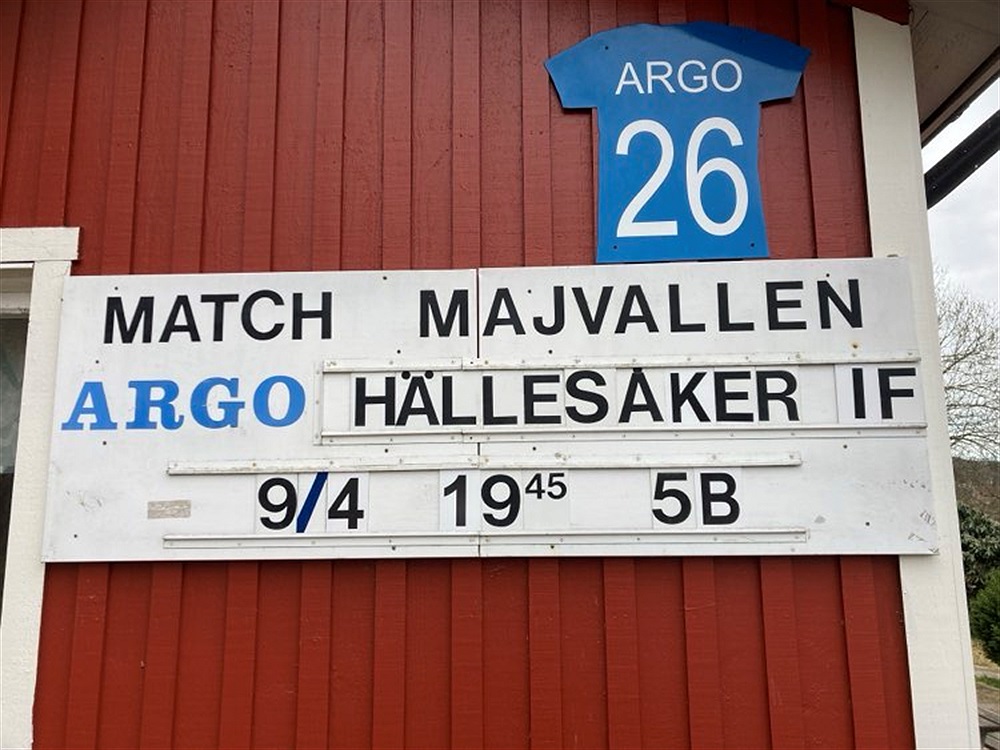 ARGO
26
MATCH MAJVALLEN
ARGO HÄLLESÅKER IF
9/4 19⁴⁵ 5B